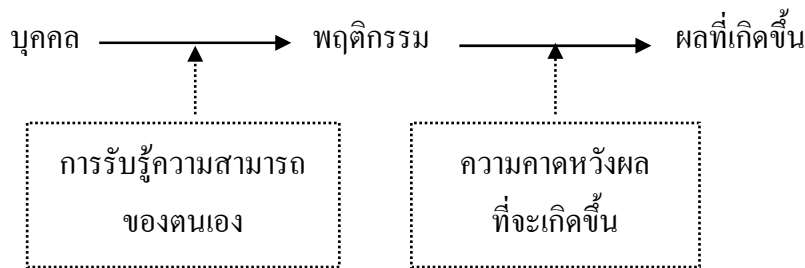 บุคคล พฤติกรรม ผลที่เกิดขึ้น
การรับรู้ความสามารถ
ของตนเอง
ความคาดหวังผล
ที่จะเกิดขึ้น